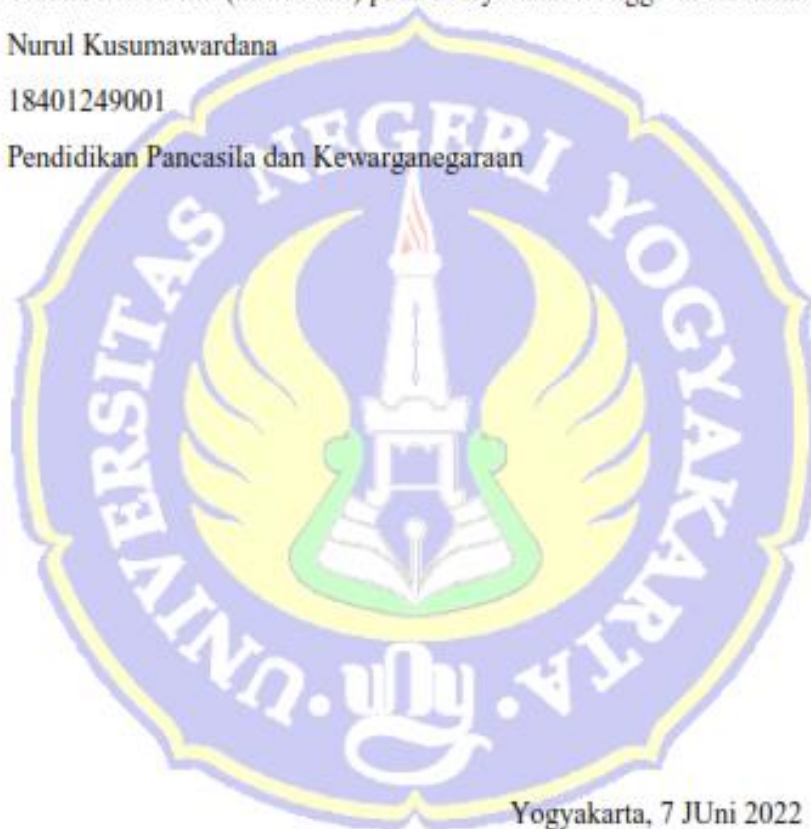 Nurul Kusumawardana
18401249001
Pendidikan Pancasila dan Kewarganegaraan
UNIVERSITAS NEGERI YOGYAKARTA
uny
Yogyakarta, 7 JUni 2022